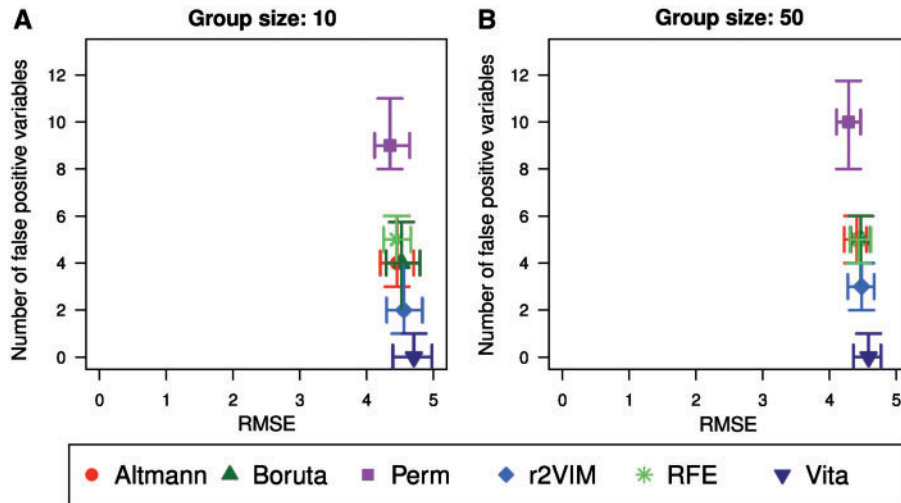 A
Group size: 10
Number of false positive variables
12
10
8
6
4
2
0
0 1 2 3 4 5
RMSE
B
Group size: 50
Number of false positive variables
12
10
8
6
4
2
0
0 1 2 3 4 5
RMSE
Altmann Boruta Perm r2VIM RFE Vita